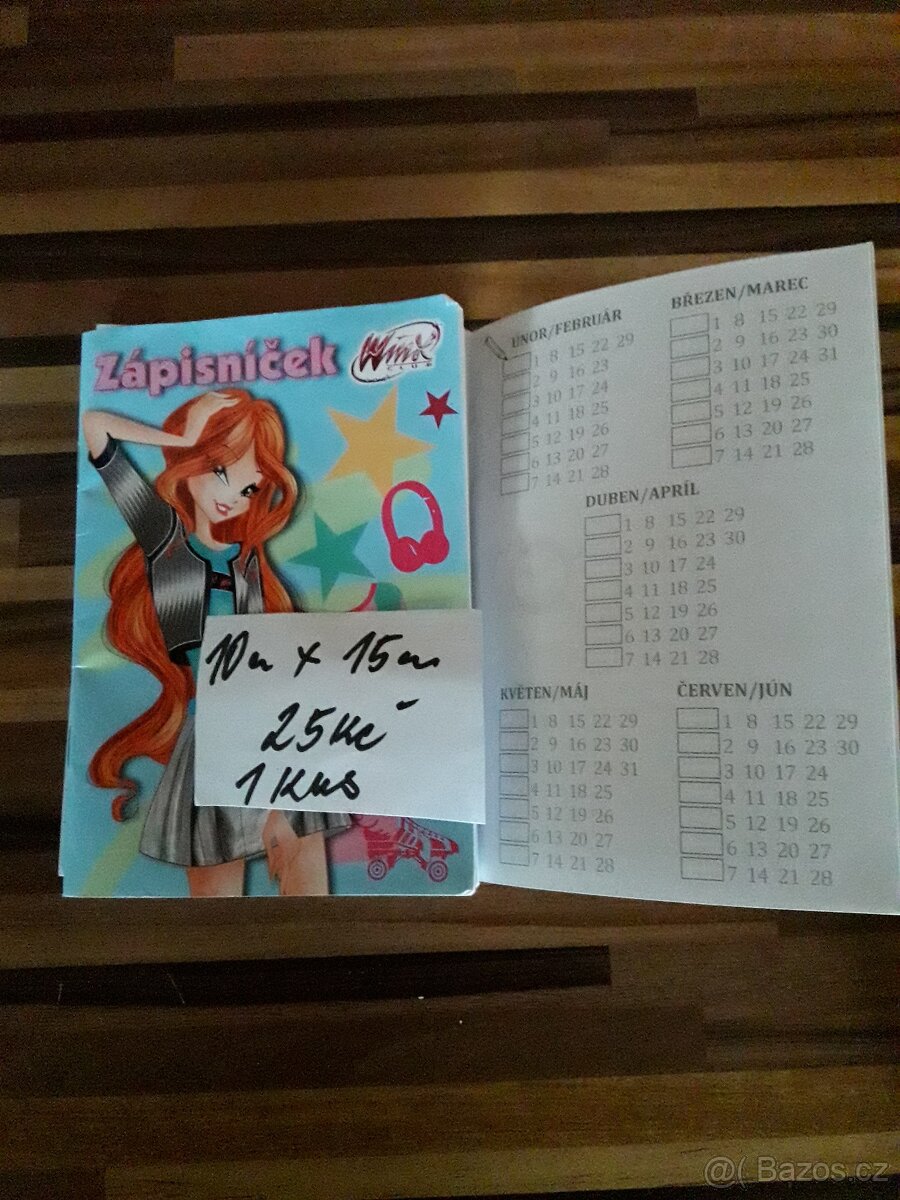 Zápisníček
Winx
CLUB
10cm x 15cm
25Kč
1 Kus
ÚNOR/FEBRUÁR
1 8 15 22 29
2 9 16 23
3 10 17 24
4 11 18 25
5 12 19 26
6 13 20 27
7 14 21 28
BŘEZEN/MAREC
1 8 15 22 29
2 9 16 23 30
3 10 17 24 31
4 11 18 25
5 12 19 26
6 13 20 27
7 14 21 28
DUBEN/APRÍL
1 8 15 22 29
2 9 16 23 30
3 10 17 24
4 11 18 25
5 12 19 26
6 13 20 27
7 14 21 28
KVĚTEN/MÁJ
1 8 15 22 29
2 9 16 23 30
3 10 17 24 31
4 11 18 25
5 12 19 26
6 13 20 27
7 14 21 28
ČERVEN/JÚN
1 8 15 22 29
2 9 16 23 30
3 10 17 24
4 11 18 25
5 12 19 26
6 13 20 27
7 14 21 28
@( Bazos.cz